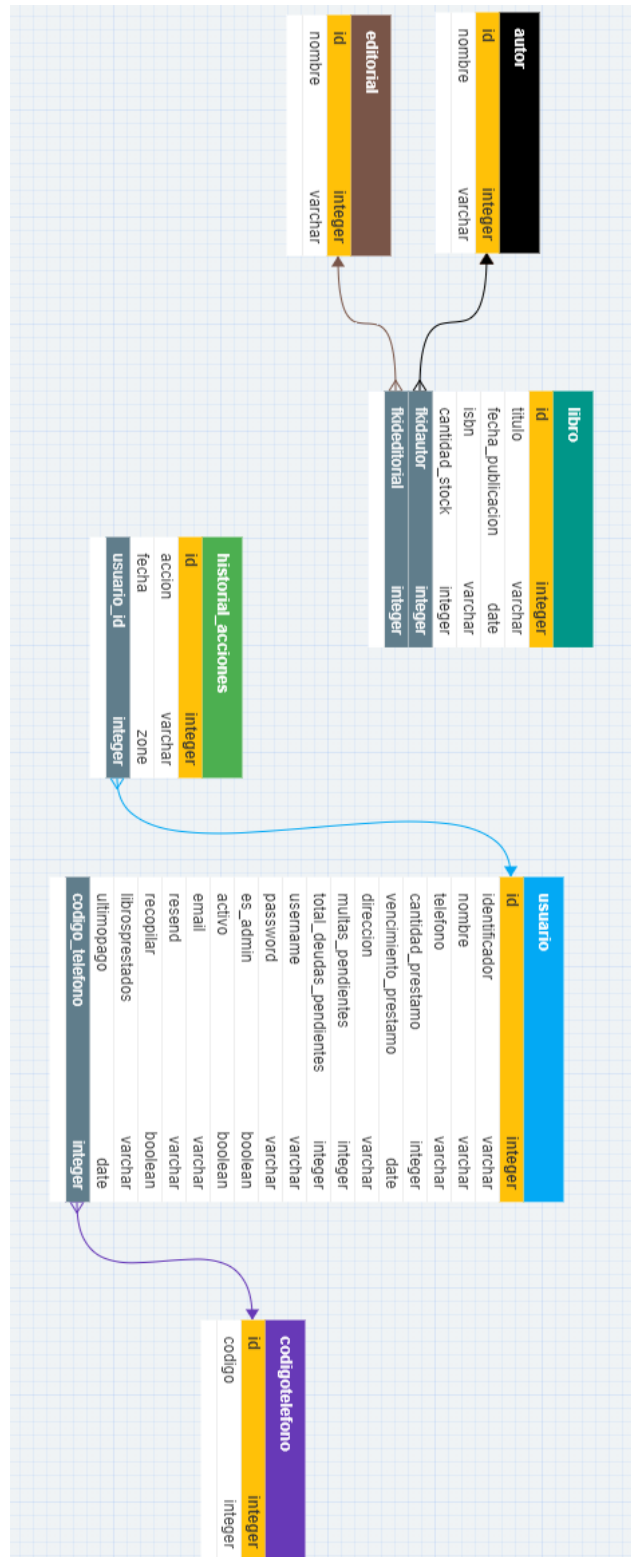 autor
id integer
nombre varchar
editorial
id integer
nombre varchar
libro
id integer
titulo varchar
fecha_publicacion date
isbn varchar
cantidad_stock integer
fkidautor integer
fkideditorial integer
historial_acciones
id integer
accion varchar
fecha zone
usuario_id integer
usuario
id integer
identificador varchar
nombre varchar
telefono varchar
cantidad_prestamo integer
vencimiento_prestamo date
direccion varchar
multas_pendientes integer
total_deudas_pendientes integer
username varchar
password varchar
es_admin boolean
activo boolean
email varchar
resend varchar
recopilar boolean
librosprestados varchar
ultimopago date
codigo_telefono integer
codigotelefono
id integer
codigo integer